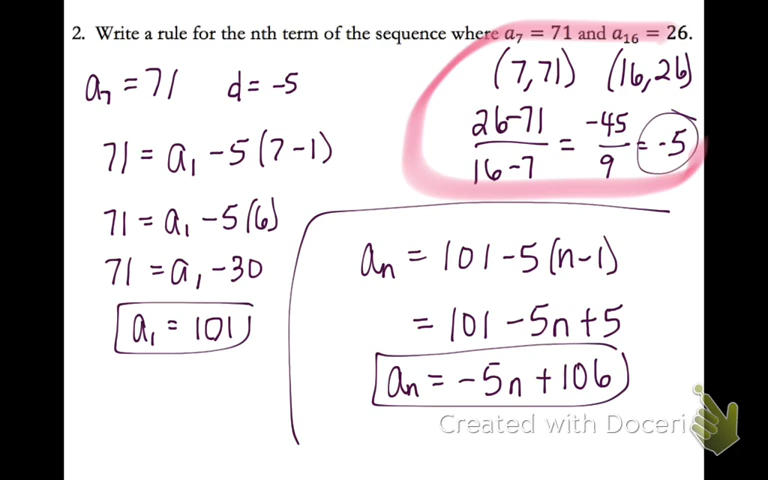 2. Write a rule for the nth term of the sequence where a₇ = 71 and a₁₆ = 26.
(7,71) (16,26)
26-71/16-7 = -45/9 = -5
a₇ = 71 d = -5
71 = a₁ -5(7-1)
71 = a₁ -5(6)
71 = a₁ -30
a₁ = 101
aₙ = 101 -5(n-1)
= 101 -5n +5
aₙ = -5n + 106
Created with Doceri